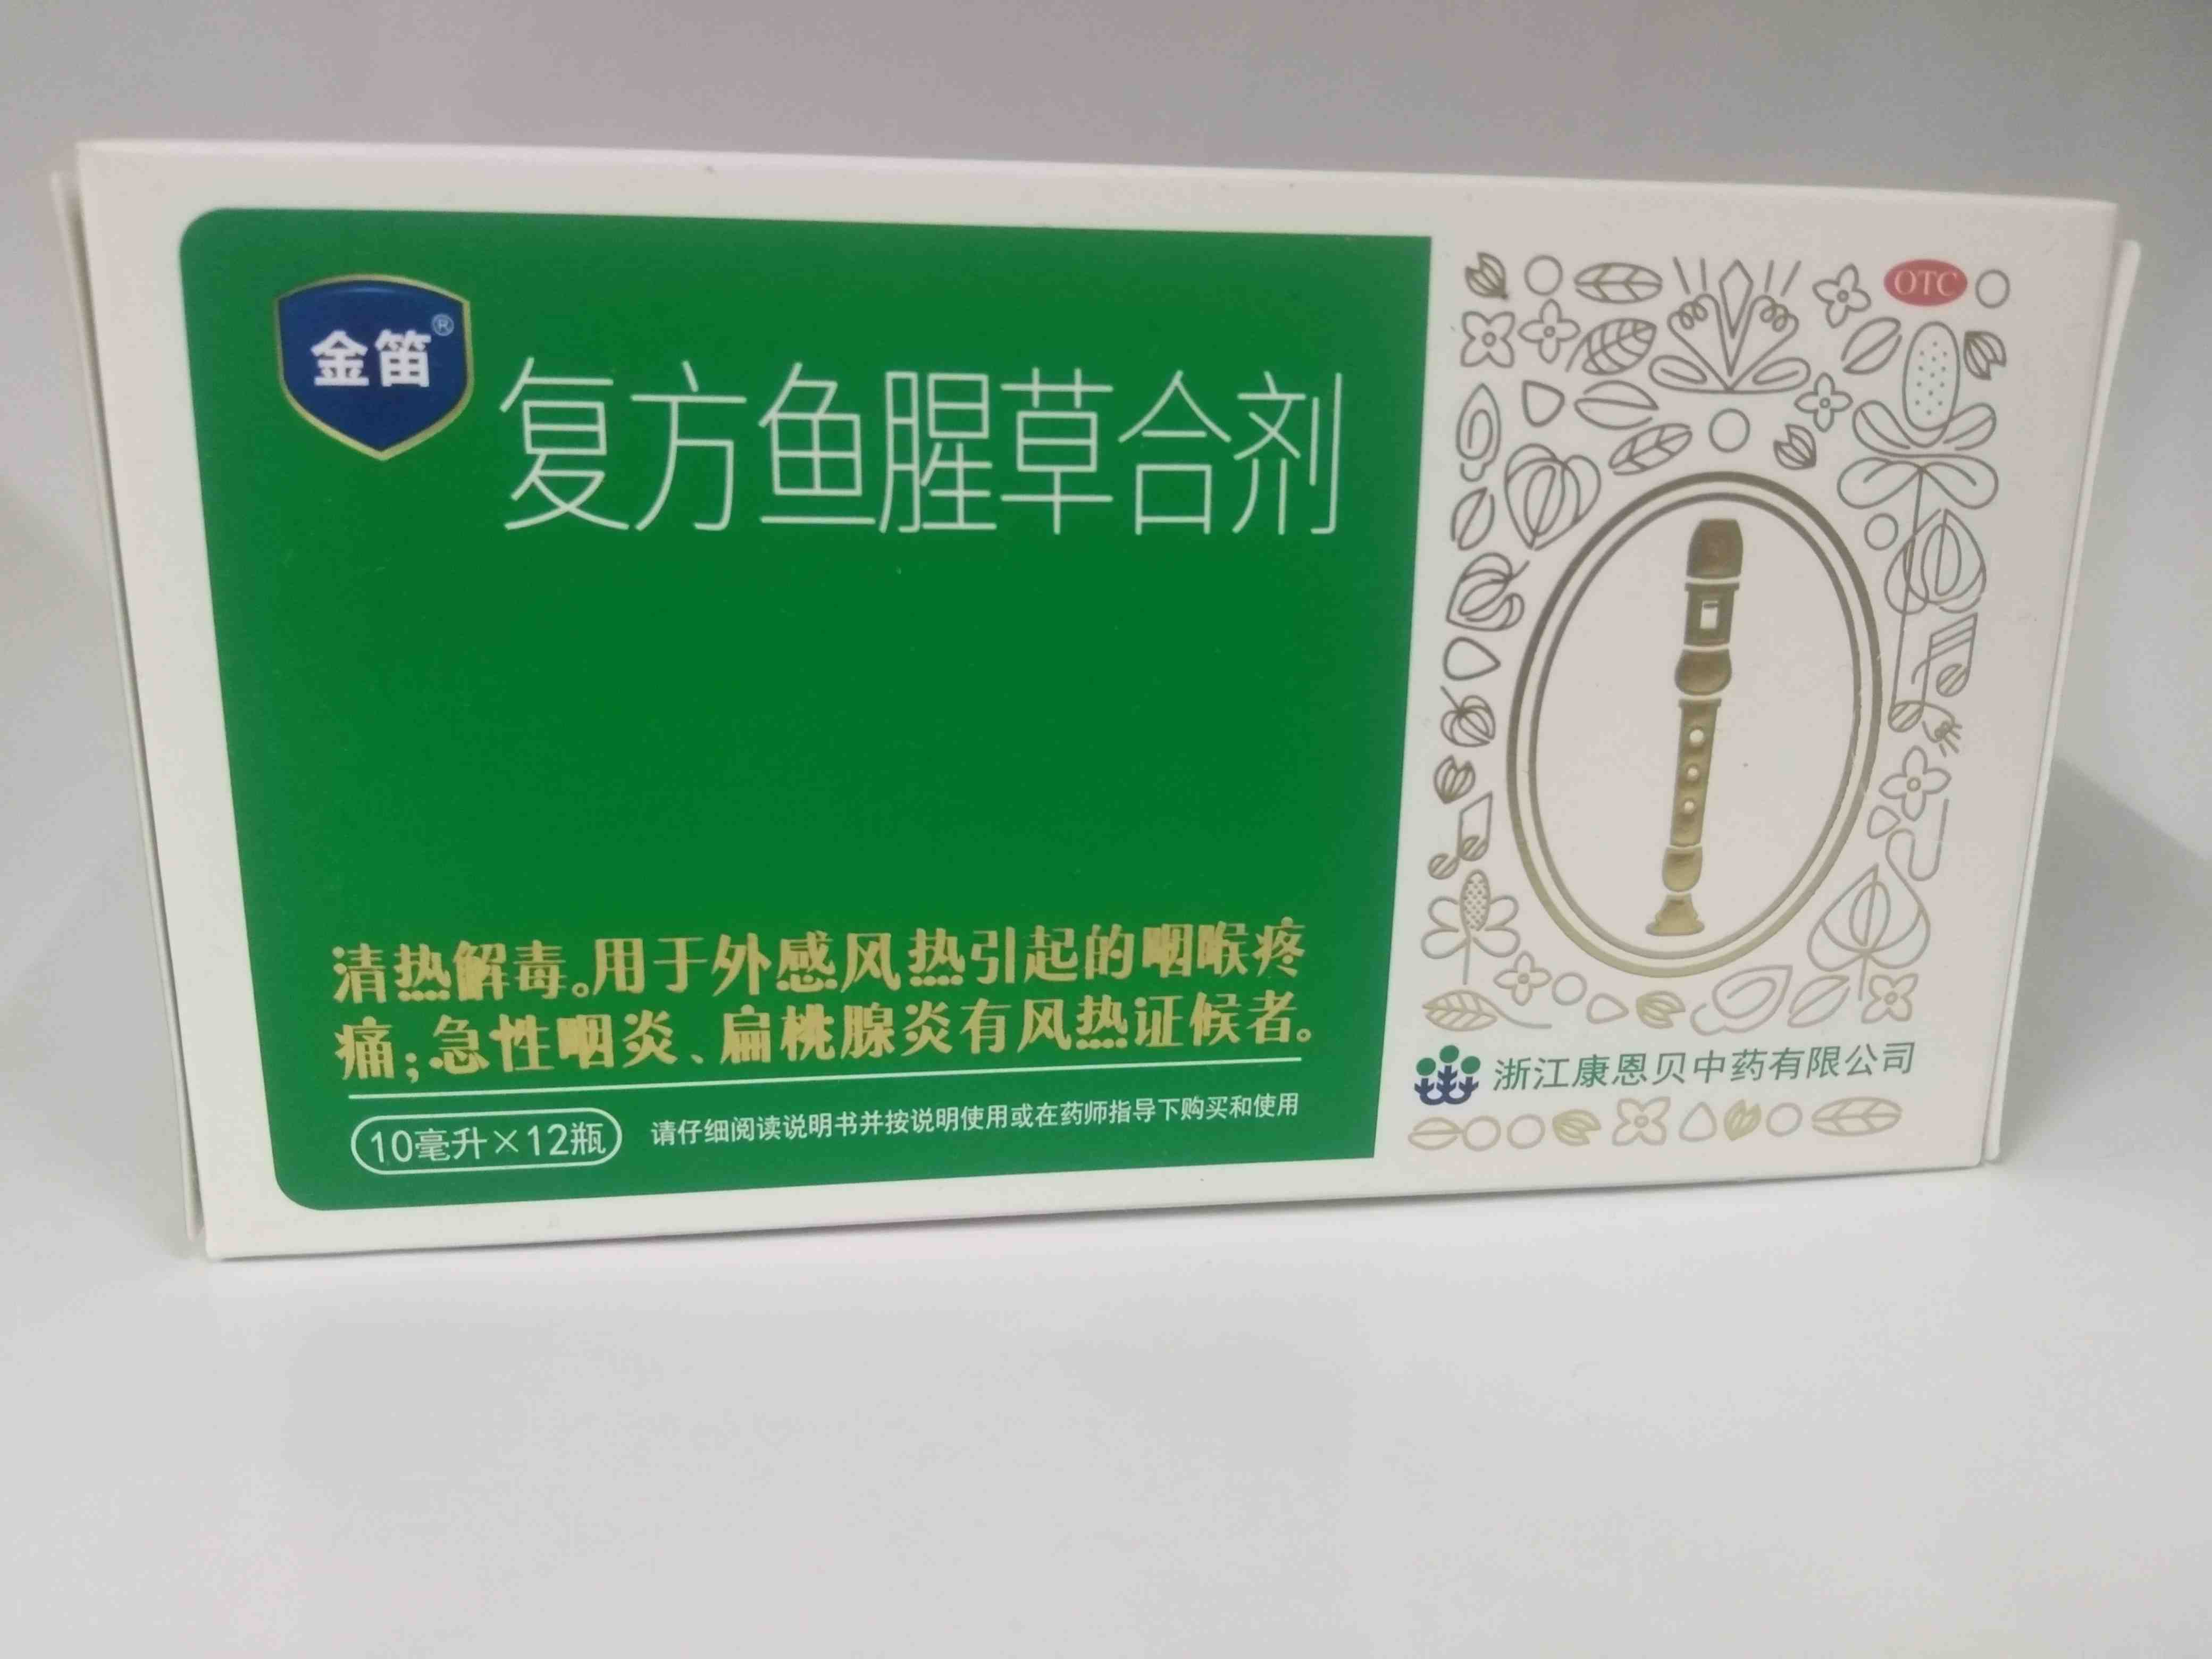 金笛®
复方鱼腥草合剂
清热解毒。用于外感风热引起的咽喉疼
痛;急性咽炎、扁桃腺炎有风热证候者。
10毫升×12瓶
请仔细阅读说明书并按说明使用或在药师指导下购买和使用
OTC
浙江康恩贝中药有限公司